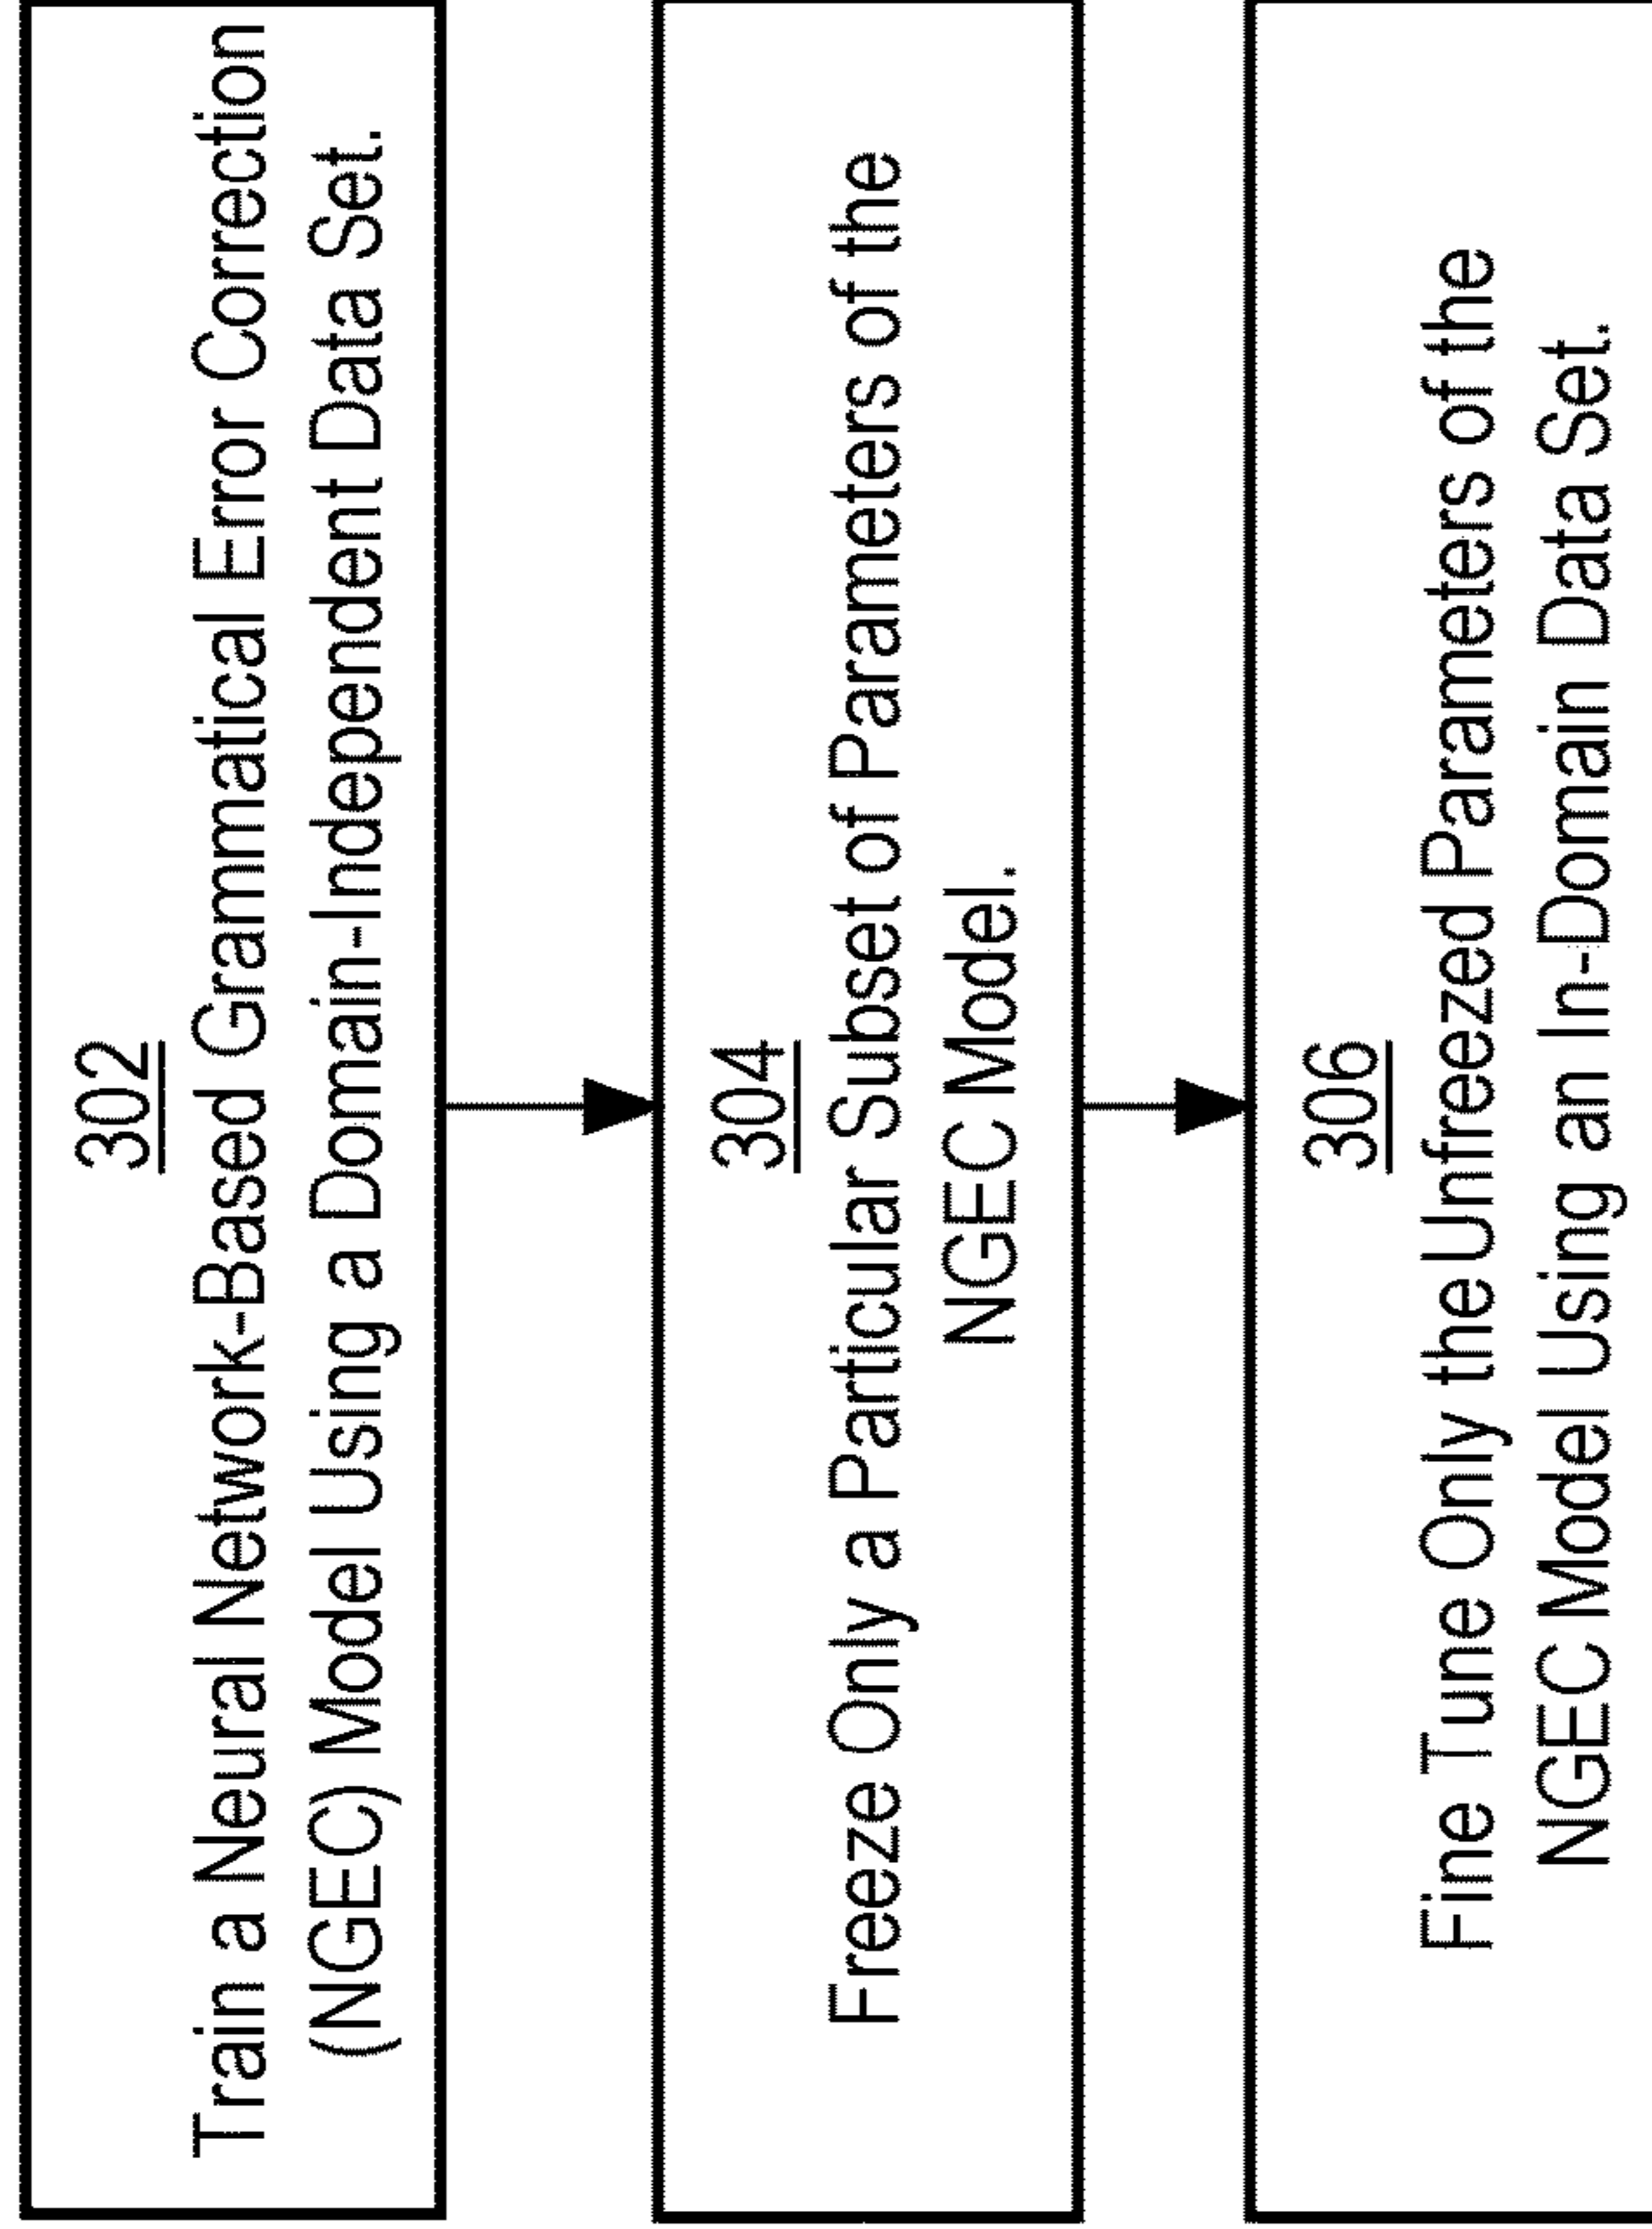 302
Train a Neural Network-Based Grammatical Error Correction
(NGEC) Model Using a Domain-Independent Data Set.
304
Freeze Only a Particular Subset of Parameters of the
NGEC Model.
306
Fine Tune Only the Unfreezed Parameters of the
NGEC Model Using an In-Domain Data Set.